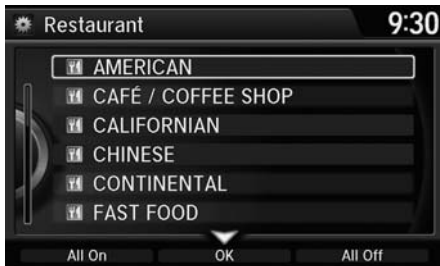 Restaurant 9:30
AMERICAN
CAFÉ / COFFEE SHOP
CALIFORNIAN
CHINESE
CONTINENTAL
FAST FOOD
All On OK All Off